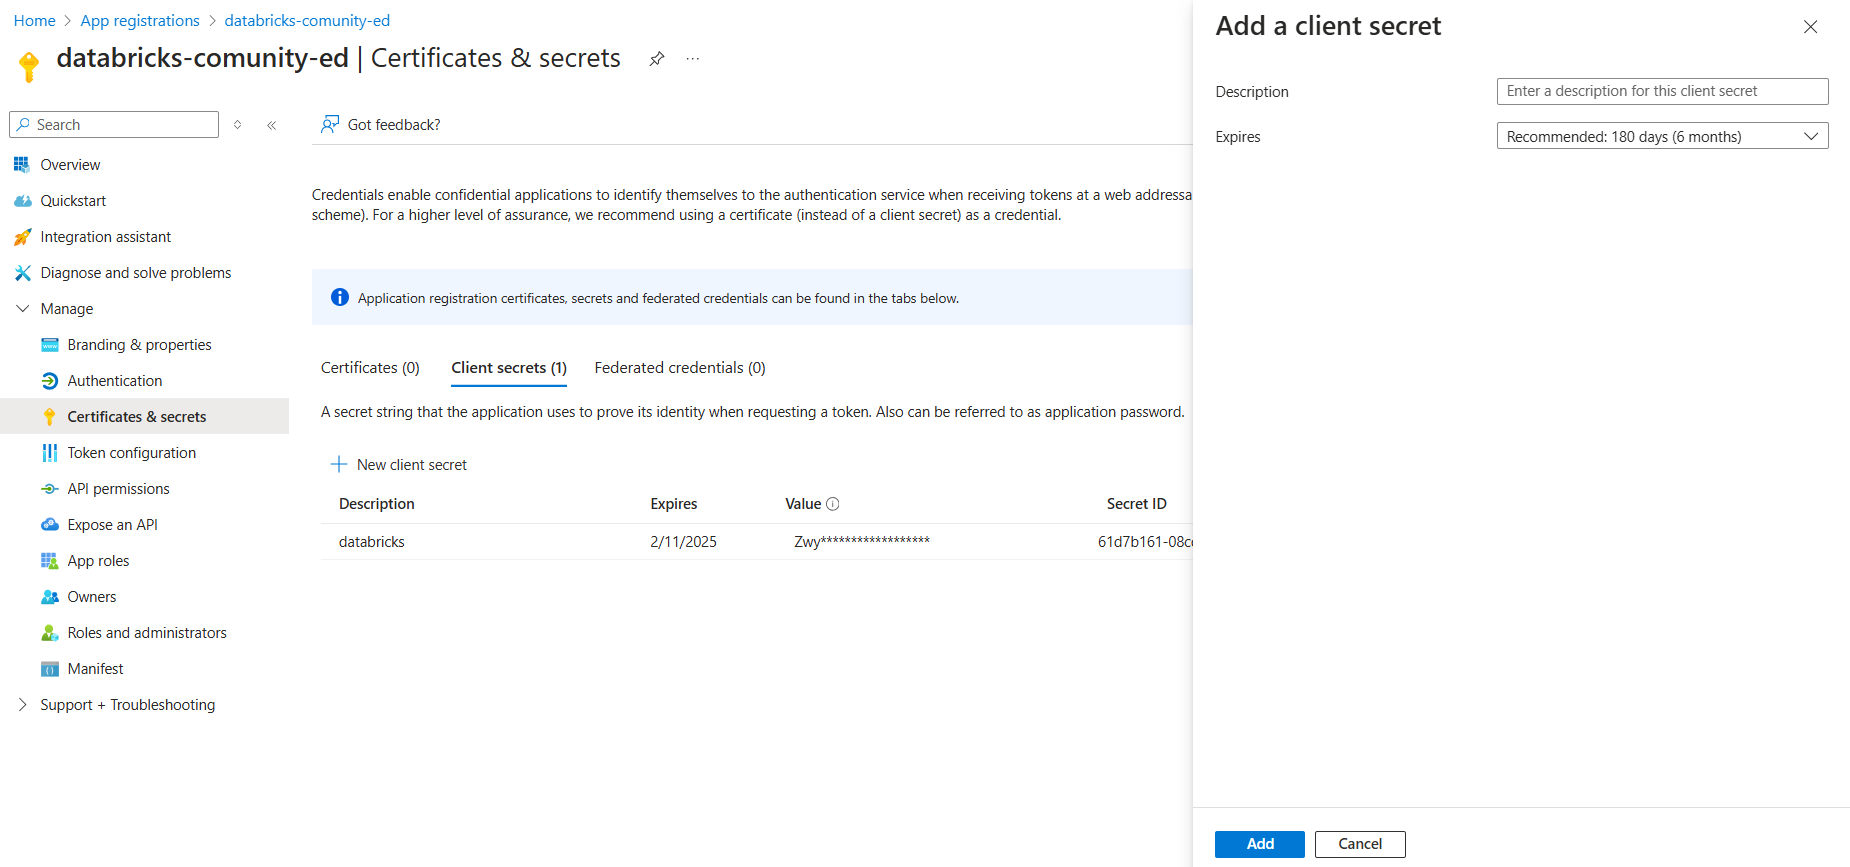 Home > App registrations > databricks-comunity-ed
databricks-comunity-ed | Certificates & secrets
Search
Overview
Quickstart
Integration assistant
Diagnose and solve problems
Manage
Branding & properties
Authentication
Certificates & secrets
Token configuration
API permissions
Expose an API
App roles
Owners
Roles and administrators
Manifest
Support + Troubleshooting
Got feedback?
Credentials enable confidential applications to identify themselves to the authentication service when receiving tokens at a web addressa
scheme). For a higher level of assurance, we recommend using a certificate (instead of a client secret) as a credential.
Application registration certificates, secrets and federated credentials can be found in the tabs below.
Certificates (0) Client secrets (1) Federated credentials (0)
A secret string that the application uses to prove its identity when requesting a token. Also can be referred to as application password.
New client secret
Description Expires Value Secret ID
databricks 2/11/2025 Zwy****************** 61d7b161-08c
Add a client secret
Description Enter a description for this client secret
Expires Recommended: 180 days (6 months)
Add Cancel